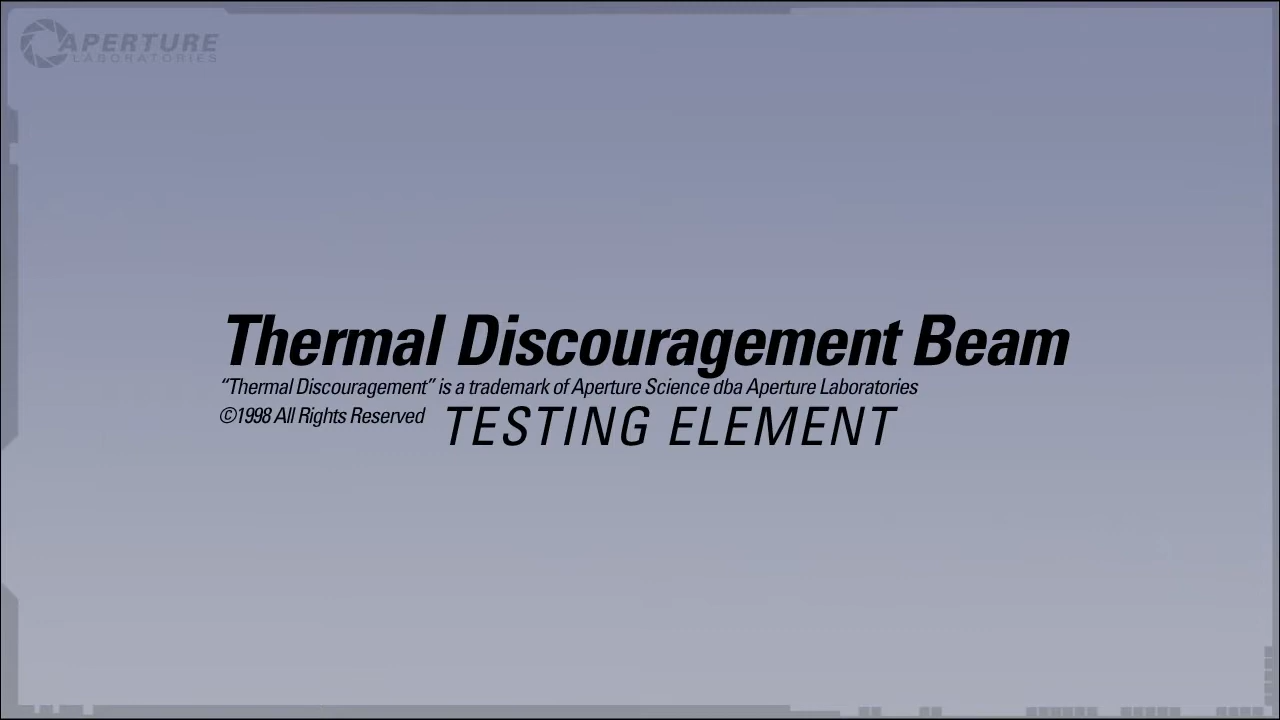 APERTURE
LABORATORIES
Thermal Discouragement Beam
“Thermal Discouragement” is a trademark of Aperture Science dba Aperture Laboratories
©1998 All Rights Reserved TESTING ELEMENT